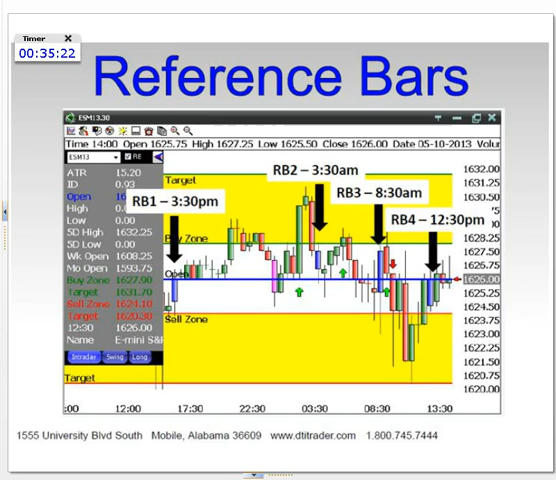 Timer
00:35:22
Reference Bars
ESM13.30
Time 14:00 Open 1625.75 High 1627.25 Low 1625.50 Close 1626.00 Date 05-10-2013 Volu
ESM13 RB
ATR 15.20
ID 0.93
Open 16
High 0.0
Low 0.00
5D High 1632.25
5D Low 0.00
Wk Open 1608.25
Mo Open 1593.75
Buy Zone 1627.90
Target 1631.70
Sell Zone 1624.10
Target 1620.30
12:30 1626.00
Name E-mini S&
Intraday Swing Long
Target
Target
Buy Zone
Open
Sell Zone
RB1 – 3:30pm
RB2 – 3:30am
RB3 – 8:30am
RB4 – 12:30pm
1632.00
1631.25
1630.50
1628.25
1627.50
1626.75
1626.00
1625.25
1624.50
1623.75
1623.00
1622.25
1621.50
1620.75
1620.00
:00 12:00 17:30 22:30 03:30 08:30 13:30
1555 University Blvd South Mobile, Alabama 36609 www.dtitrader.com 1.800.745.7444